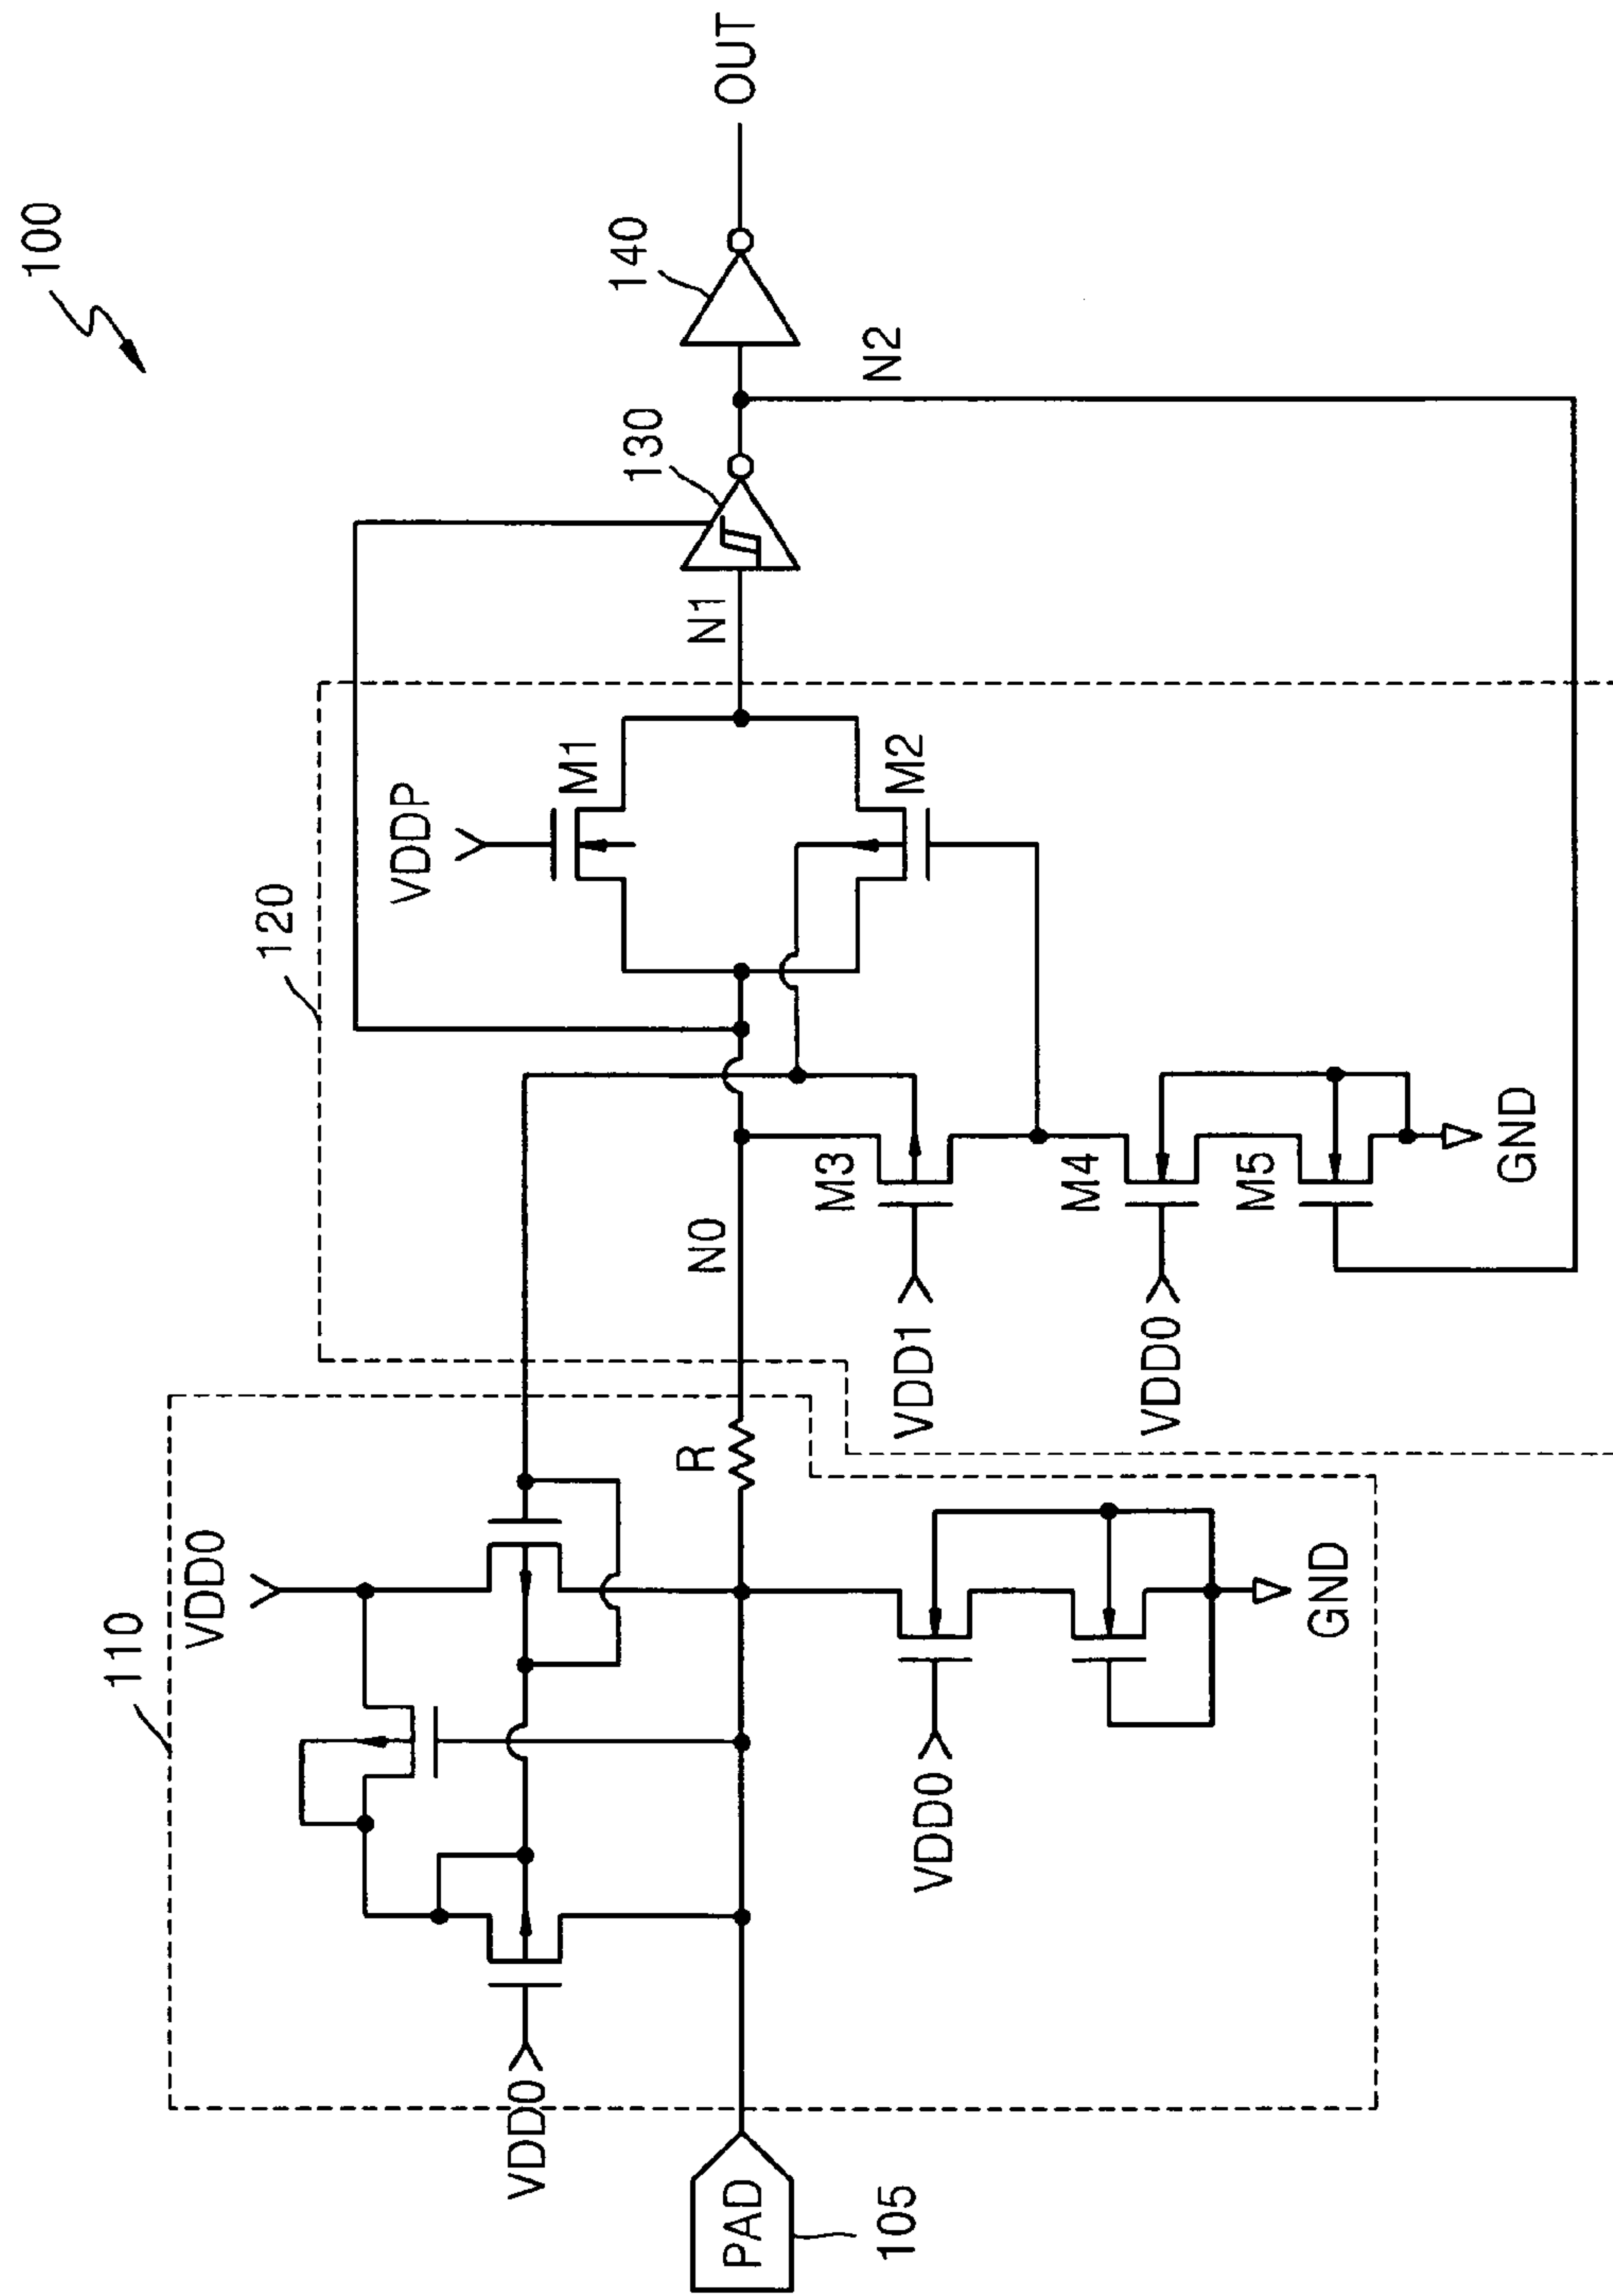 100
110
120
130
140
VDD0
VDDP
M1
VDD0
M2
PAD
105
R
N0
N1
N2
OUT
VDD0
GND
VDD1
M3
VDD0
M4
M5
GND